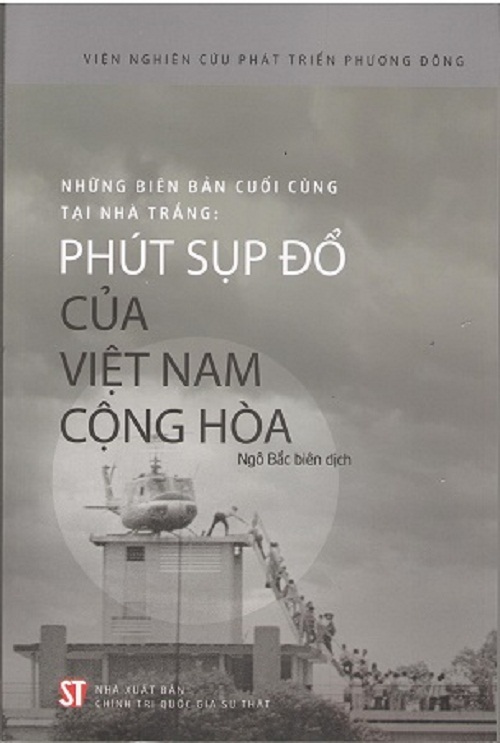 VIỆN NGHIÊN CỨU PHÁT TRIỂN PHƯƠNG ĐÔNG
NHỮNG BIÊN BẢN CUỐI CÙNG
TẠI NHÀ TRẮNG:
PHÚT SỤP ĐỔ
CỦA
VIỆT NAM
CỘNG HÒA
Ngô Bắc biên dịch
ST
NHÀ XUẤT BẢN
CHÍNH TRỊ QUỐC GIA SỰ THẬT